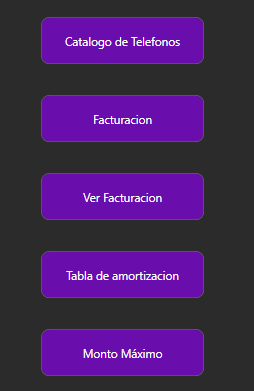 Catalogo de Telefonos
Facturacion
Ver Facturacion
Tabla de amortizacion
Monto Máximo